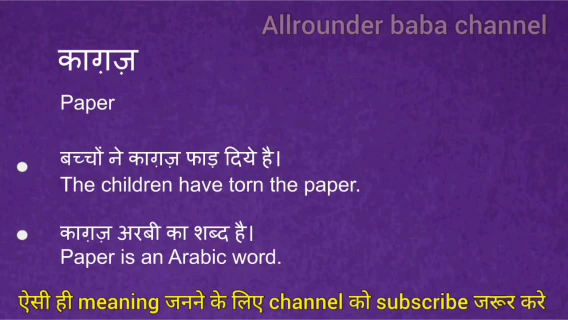 Allrounder baba channel
काग़ज़
Paper
बच्चों ने काग़ज़ फाड़ दिये है।
The children have torn the paper.
काग़ज़ अरबी का शब्द है।
Paper is an Arabic word.
ऐसी ही meaning जनने के लिए channel को subscribe जरूर करे